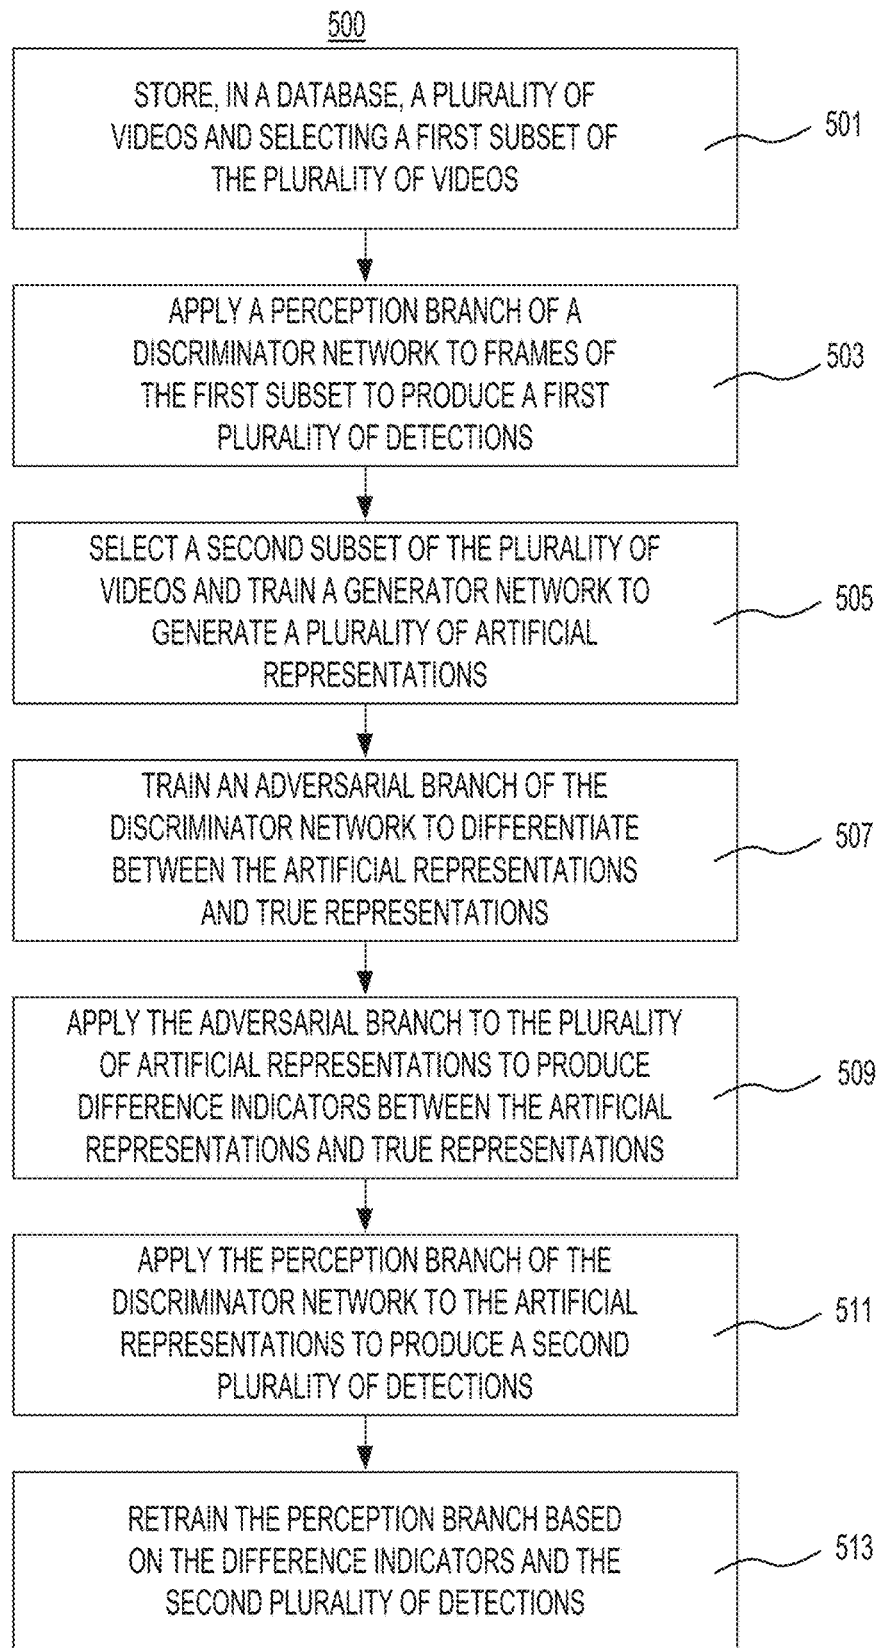 500
STORE, IN A DATABASE, A PLURALITY OF
VIDEOS AND SELECTING A FIRST SUBSET OF
THE PLURALITY OF VIDEOS
501
APPLY A PERCEPTION BRANCH OF A
DISCRIMINATOR NETWORK TO FRAMES OF
THE FIRST SUBSET TO PRODUCE A FIRST
PLURALITY OF DETECTIONS
503
SELECT A SECOND SUBSET OF THE PLURALITY OF
VIDEOS AND TRAIN A GENERATOR NETWORK TO
GENERATE A PLURALITY OF ARTIFICIAL
REPRESENTATIONS
505
TRAIN AN ADVERSARIAL BRANCH OF THE
DISCRIMINATOR NETWORK TO DIFFERENTIATE
BETWEEN THE ARTIFICIAL REPRESENTATIONS
AND TRUE REPRESENTATIONS
507
APPLY THE ADVERSARIAL BRANCH TO THE PLURALITY
OF ARTIFICIAL REPRESENTATIONS TO PRODUCE
DIFFERENCE INDICATORS BETWEEN THE ARTIFICIAL
REPRESENTATIONS AND TRUE REPRESENTATIONS
509
APPLY THE PERCEPTION BRANCH OF THE
DISCRIMINATOR NETWORK TO THE ARTIFICIAL
REPRESENTATIONS TO PRODUCE A SECOND
PLURALITY OF DETECTIONS
511
RETRAIN THE PERCEPTION BRANCH BASED
ON THE DIFFERENCE INDICATORS AND THE
SECOND PLURALITY OF DETECTIONS
513